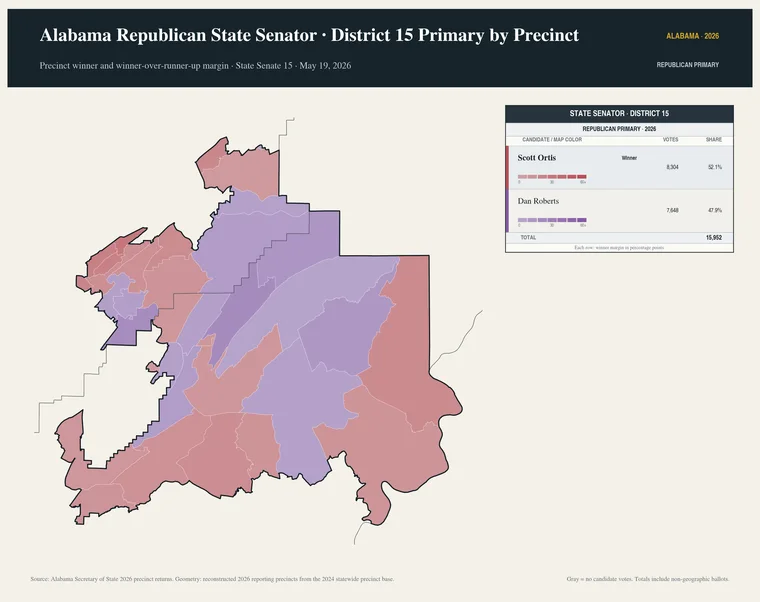 Alabama Republican State Senator · District 15 Primary by Precinct
ALABAMA · 2026
Precinct winner and winner-over-runner-up margin · State Senate 15 · May 19, 2026
REPUBLICAN PRIMARY
STATE SENATOR · DISTRICT 15
REPUBLICAN PRIMARY · 2026
CANDIDATE / MAP COLOR VOTES SHARE
Scott Ortis Winner 8,304 52.1%
Dan Roberts 7,648 47.9%
TOTAL 15,952
Each row: winner-margin in percentage points
Source: Alabama Secretary of State 2026 precinct returns. Geometry: reconstructed 2026 reporting precincts from the 2024 statewide precinct base.
Gray = no candidate votes. Totals include non-geographic ballots.